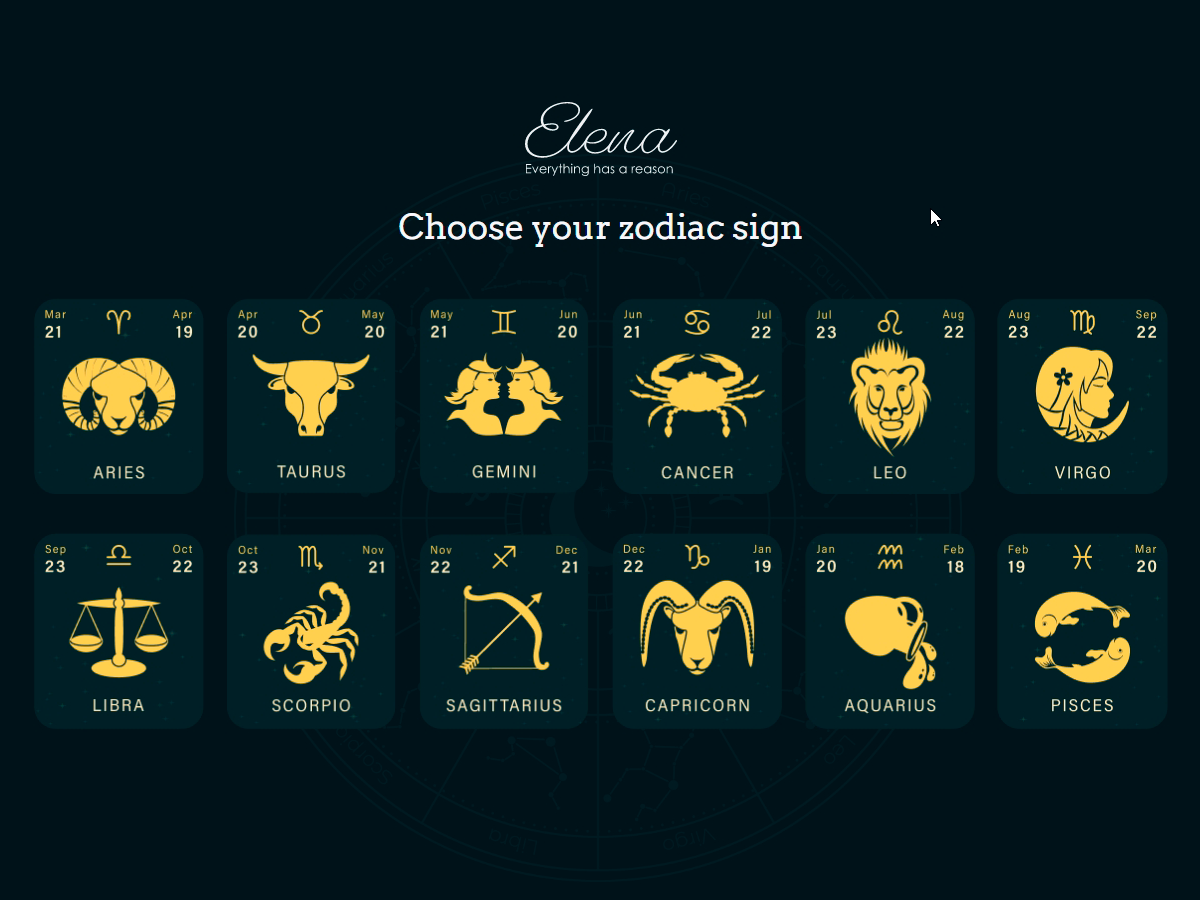 Elena
Everything has a reason
Choose your zodiac sign
Mar Apr
21 19
ARIES
Apr May
20 20
TAURUS
May Jun
21 20
GEMINI
Jun Jul
21 22
CANCER
Jul Aug
23 22
LEO
Aug Sep
23 22
VIRGO
Sep Oct
23 22
LIBRA
Oct Nov
23 21
SCORPIO
Nov Dec
22 21
SAGITTARIUS
Dec Jan
22 19
CAPRICORN
Jan Feb
20 18
AQUARIUS
Feb Mar
19 20
PISCES